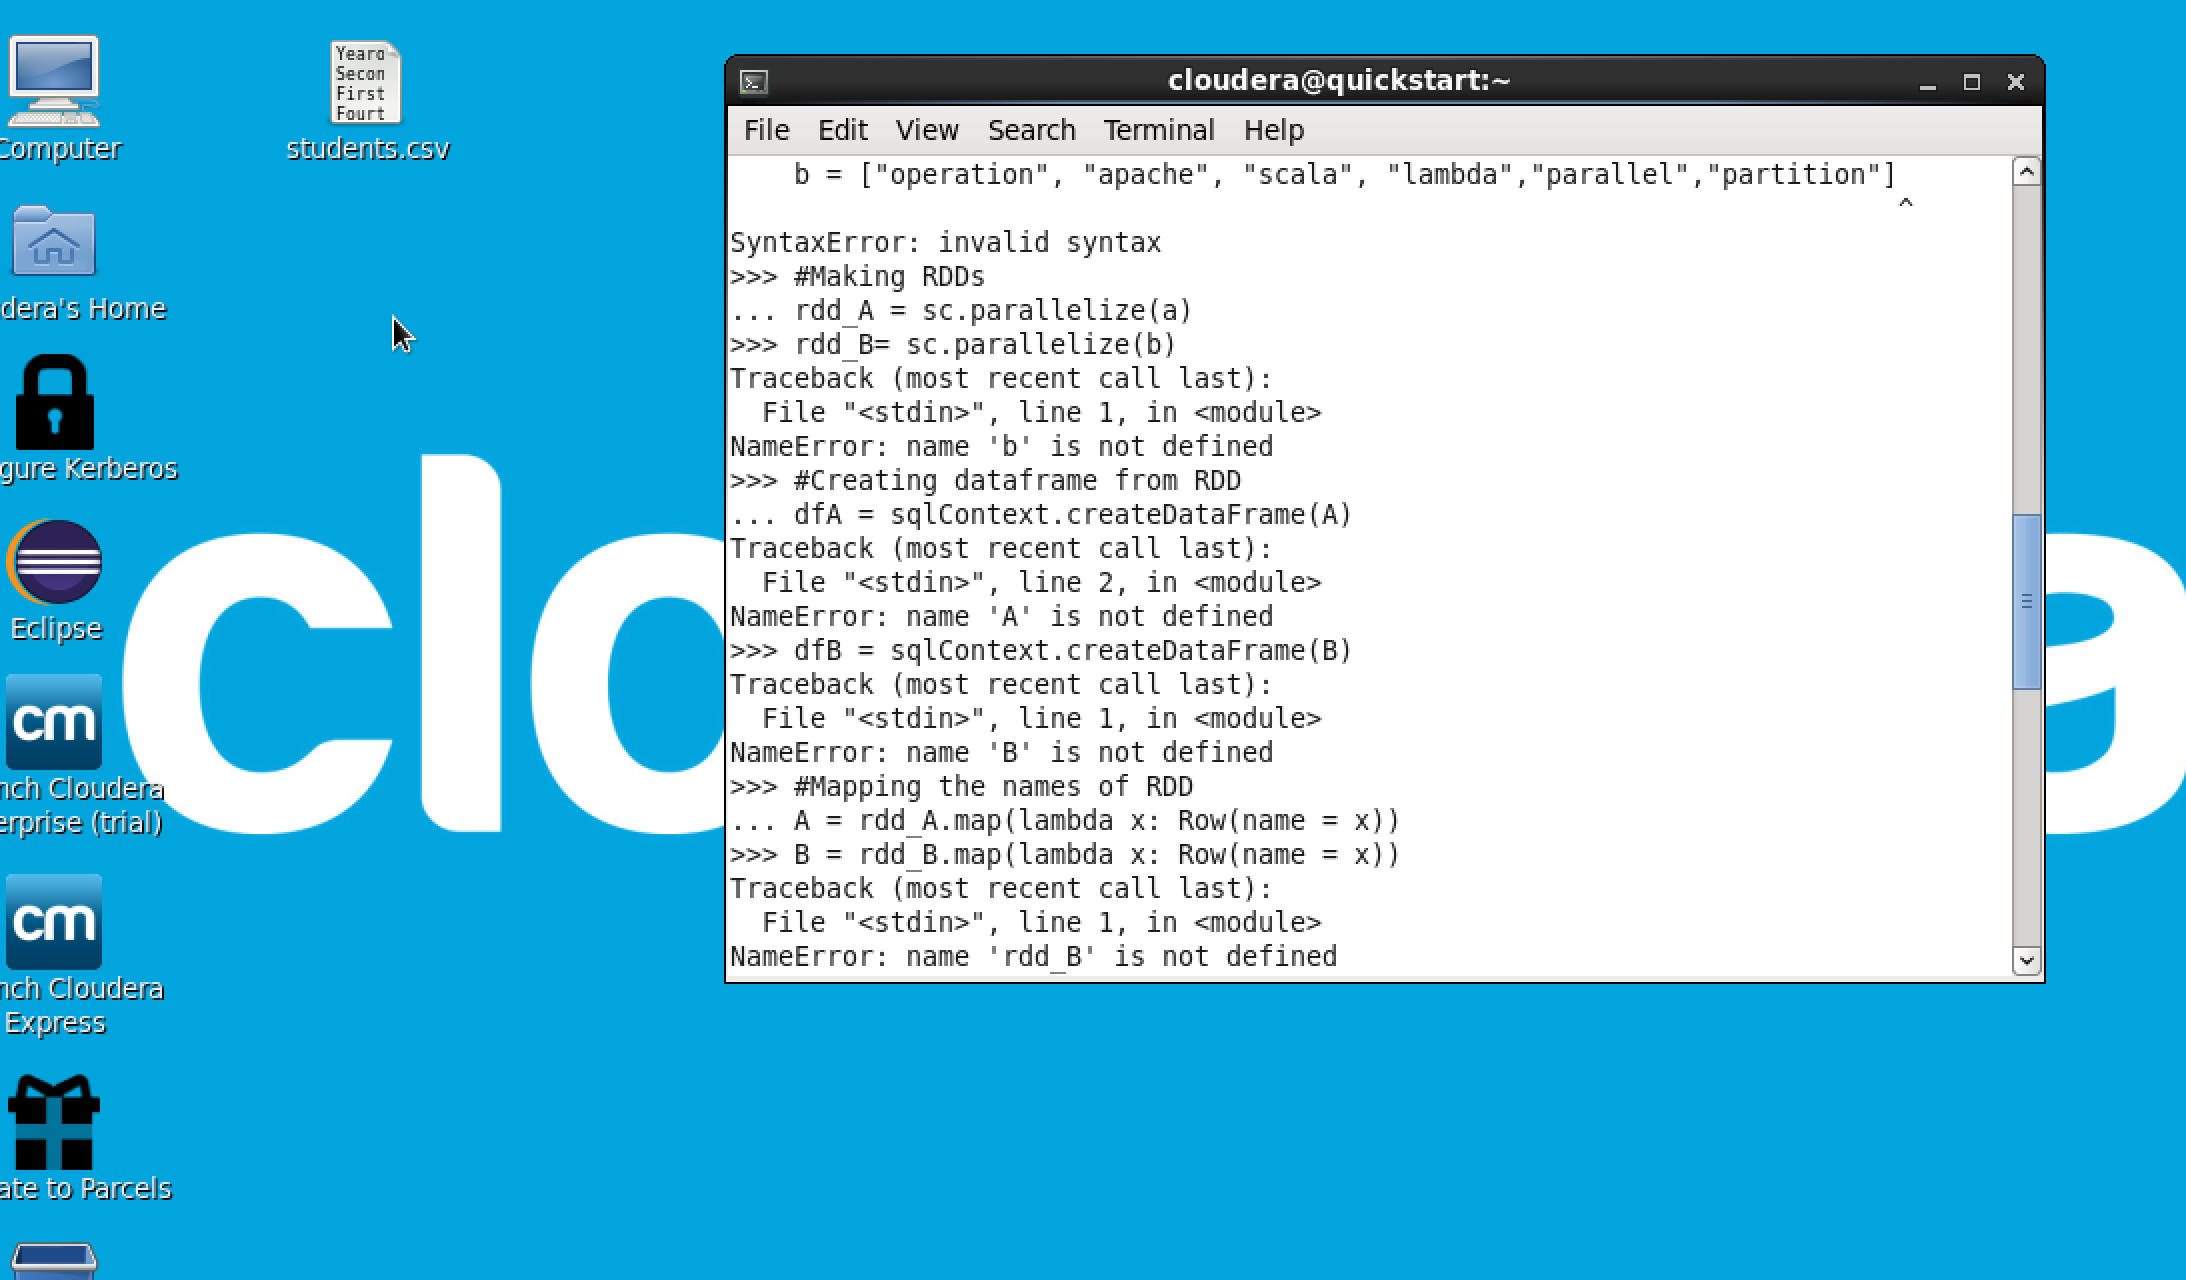 Computer
Yearo
Secon
First
Fourt
students.csv
dera's Home
gure Kerberos
Eclipse
cm
nch Cloudera
erprise (trial)
cm
nch Cloudera
Express
ate to Parcels
clo
a
cloudera@quickstart:~
File Edit View Search Terminal Help
b = ["operation", "apache", "scala", "lambda","parallel","partition"]
^
SyntaxError: invalid syntax
>>> #Making RDDs
... rdd_A = sc.parallelize(a)
>>> rdd_B= sc.parallelize(b)
Traceback (most recent call last):
  File "<stdin>", line 1, in <module>
NameError: name 'b' is not defined
>>> #Creating dataframe from RDD
... dfA = sqlContext.createDataFrame(A)
Traceback (most recent call last):
  File "<stdin>", line 2, in <module>
NameError: name 'A' is not defined
>>> dfB = sqlContext.createDataFrame(B)
Traceback (most recent call last):
  File "<stdin>", line 1, in <module>
NameError: name 'B' is not defined
>>> #Mapping the names of RDD
... A = rdd_A.map(lambda x: Row(name = x))
>>> B = rdd_B.map(lambda x: Row(name = x))
Traceback (most recent call last):
  File "<stdin>", line 1, in <module>
NameError: name 'rdd_B' is not defined